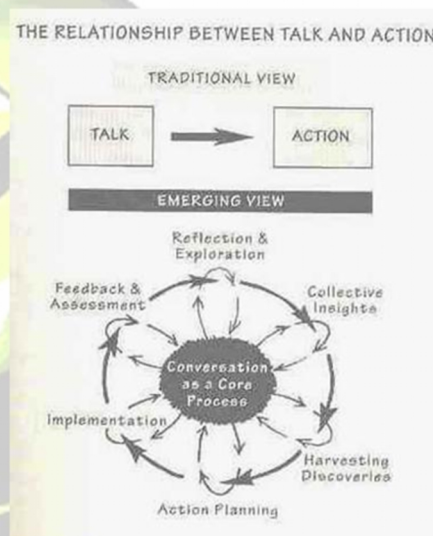 THE RELATIONSHIP BETWEEN TALK AND ACTION
TRADITIONAL VIEW
TALK
ACTION
EMERGING VIEW
Reflection &
Exploration
Collective
Insights
Harvesting
Discoveries
Action Planning
Implementation
Feedback &
Assessment
Conversation
as a Core
Process